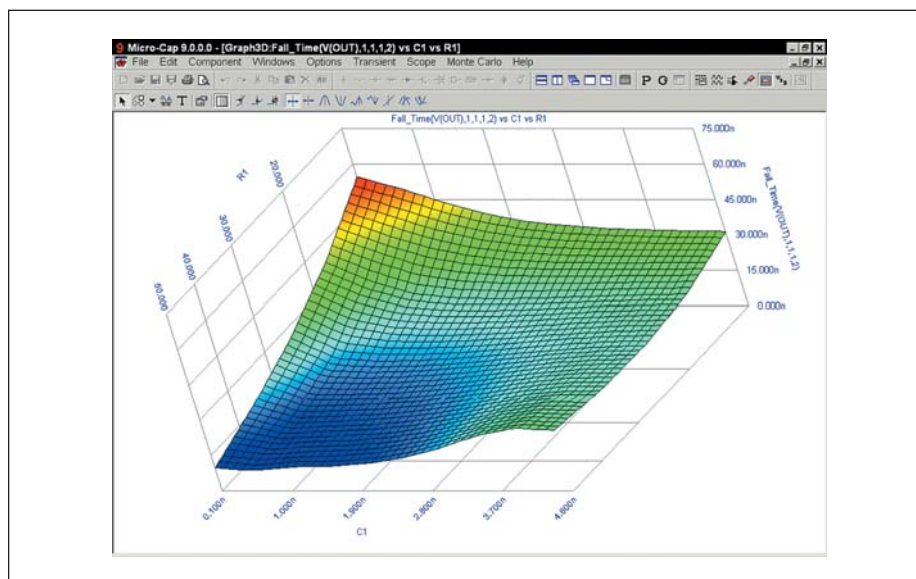 9 Micro-Cap 9.0.0.0 - [Graph3D:Fall_Time(V(OUT),1,1,1,2) vs C1 vs R1]
File Edit Component Windows Options Transient Scope Monte Carlo Help
T P G
Fall_Time(V(OUT),1,1,1,2) vs C1 vs R1
75.000n
60.000n
45.000n
30.000n
15.000n
0.000n
Fall_Time(V(OUT),1,1,1,2)
R1
20.000
30.000
40.000
50.000
0.100n
1.000n
1.900n
2.800n
3.700n
4.600n
C1